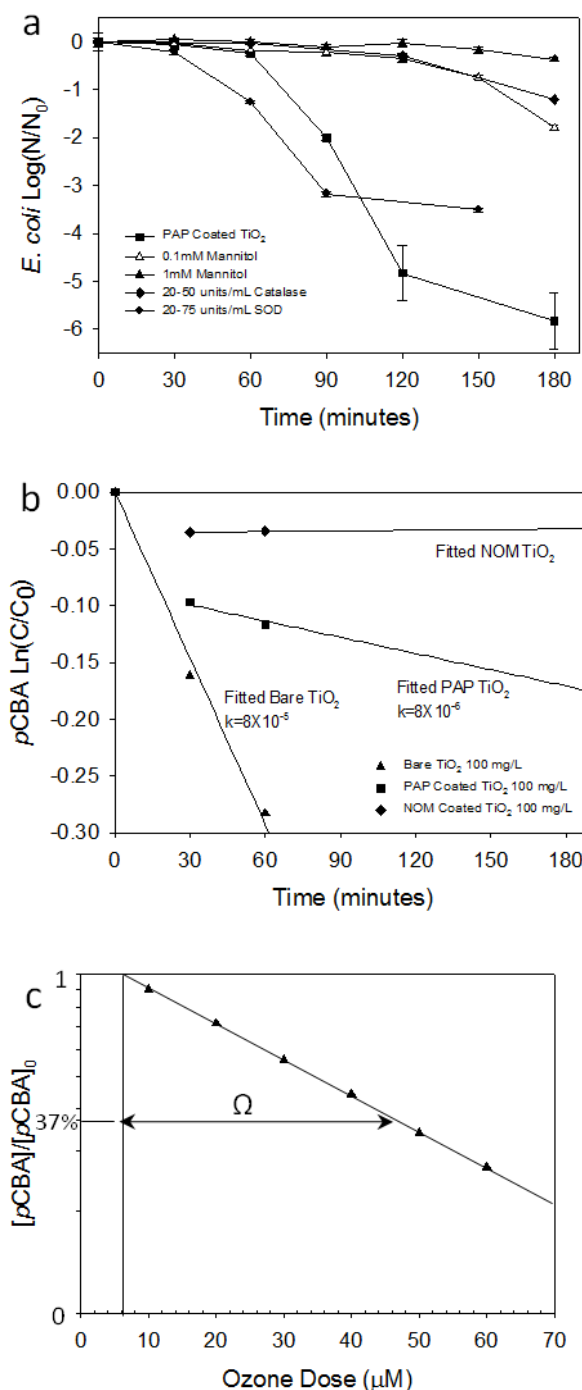 a
0
-1
-2
-3
-4
-5
-6
E. coli Log(N/N₀)
PAP Coated TiO₂
0.1mM Mannitol
1mM Mannitol
20-50 units/mL Catalase
20-75 units/mL SOD
0 30 60 90 120 150 180
Time (minutes)
b
0.00
-0.05
-0.10
-0.15
-0.20
-0.25
-0.30
pCBA Ln(C/C₀)
Fitted NOM TiO₂
Fitted PAP TiO₂
k=8X10⁻⁶
Fitted Bare TiO₂
k=8X10⁻⁵
Bare TiO₂ 100 mg/L
PAP Coated TiO₂ 100 mg/L
NOM Coated TiO₂ 100 mg/L
0 30 60 90 120 150 180
Time (minutes)
c
1
37%
0
[pCBA]/[pCBA]₀
Ω
0 10 20 30 40 50 60 70
Ozone Dose (μM)